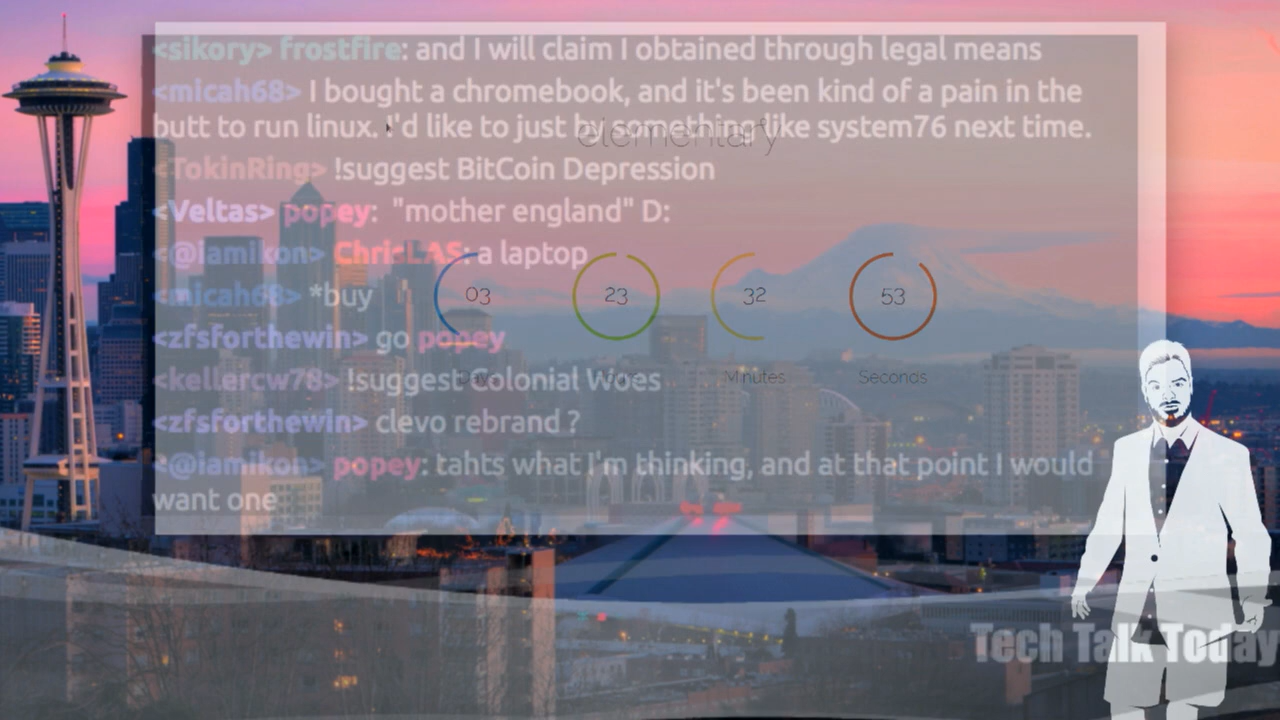 <sikory> frostfire: and I will claim I obtained through legal means
<micah68> I bought a chromebook, and it's been kind of a pain in the
butt to run linux. I'd like to just by something like system76 next time.
elementary
<TokinRing> !suggest BitCoin Depression
<Veltas> popey: "mother england" D:
<@iamikon> ChrisLAS: a laptop
<micah68> *buy
03 23 32 53
<zfsforthewin> go popey
<kellercw78> !suggest Colonial Woes
Days Hours Minutes Seconds
<zfsforthewin> clevo rebrand ?
<@iamikon> popey: tahts what I'm thinking, and at that point I would
want one
Tech Talk Today